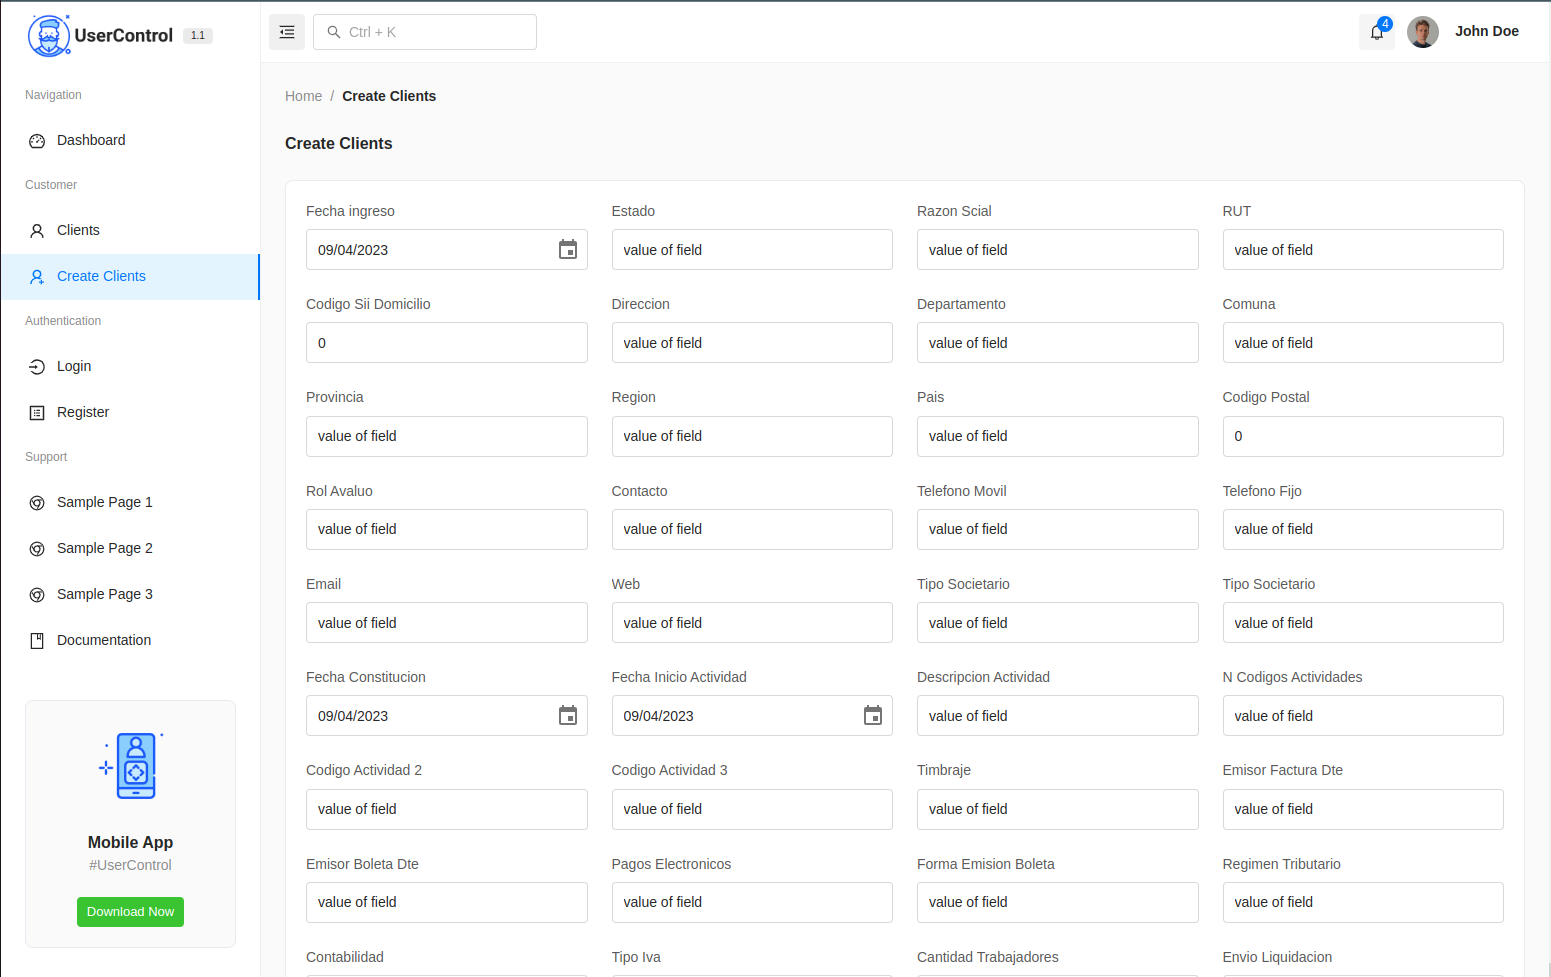 UserControl 1.1
Ctrl + K
4
John Doe
Navigation
Dashboard
Customer
Clients
Create Clients
Authentication
Login
Register
Support
Sample Page 1
Sample Page 2
Sample Page 3
Documentation
Mobile App
#UserControl
Download Now
Home / Create Clients
Create Clients
Fecha ingreso Estado Razon Scial RUT
09/04/2023 value of field value of field value of field
Codigo Sii Domicilio Direccion Departamento Comuna
0 value of field value of field value of field
Provincia Region Pais Codigo Postal
value of field value of field value of field 0
Rol Avaluo Contacto Telefono Movil Telefono Fijo
value of field value of field value of field value of field
Email Web Tipo Societario Tipo Societario
value of field value of field value of field value of field
Fecha Constitucion Fecha Inicio Actividad Descripcion Actividad N Codigos Actividades
09/04/2023 09/04/2023 value of field value of field
Codigo Actividad 2 Codigo Actividad 3 Timbraje Emisor Factura Dte
value of field value of field value of field value of field
Emisor Boleta Dte Pagos Electronicos Forma Emision Boleta Regimen Tributario
value of field value of field value of field value of field
Contabilidad Tipo Iva Cantidad Trabajadores Envio Liquidacion